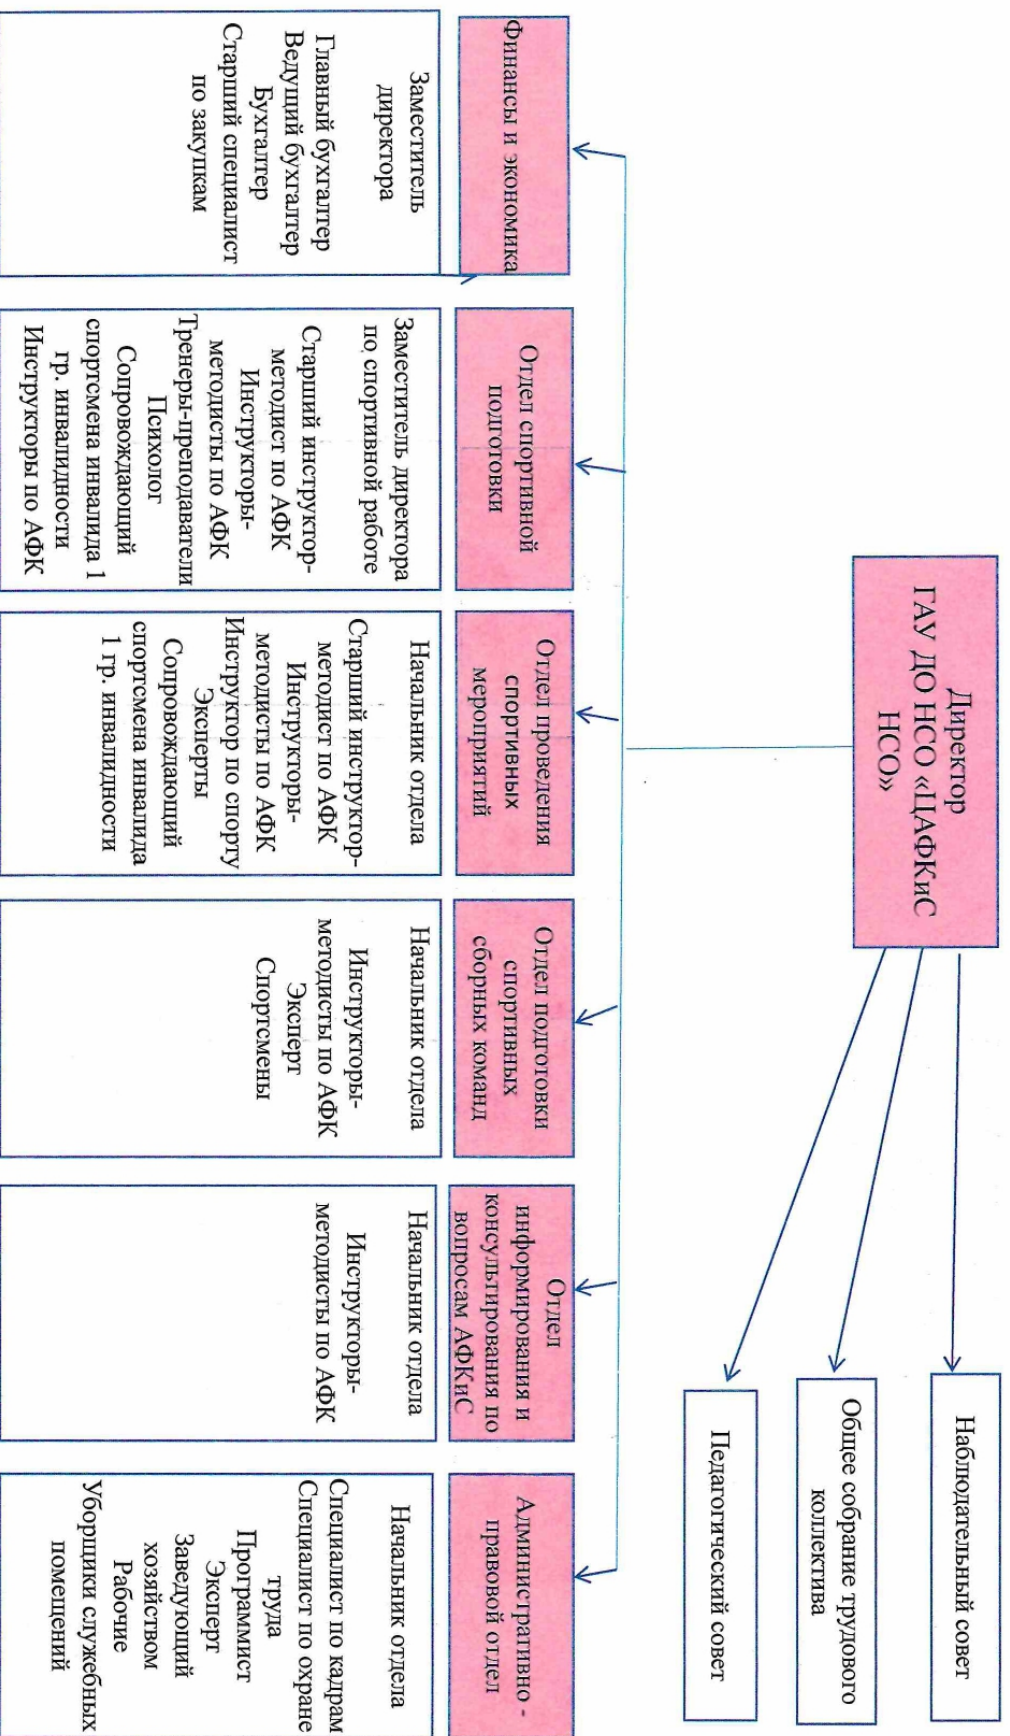 Директор
ГАУ ДО НСО «ЦАФКиС
НСО»
Наблюдательный совет
Общее собрание трудового
коллектива
Педагогический совет
Финансы и экономика
Заместитель
директора
Главный бухгалтер
Ведущий бухгалтер
Бухгалтер
Старший специалист
по закупкам
Отдел спортивной
подготовки
Заместитель директора
по спортивной работе
Старший инструктор-
методист по АФК
Инструкторы-
методисты по АФК
Тренеры-преподаватели
Психолог
Сопровождающий
спортсмена инвалида 1
гр. инвалидности
Инструкторы по АФК
Отдел проведения
спортивных
мероприятий
Начальник отдела
Старший инструктор-
методист по АФК
Инструкторы-
методисты по АФК
Инструктор по спорту
Эксперты
Сопровождающий
спортсмена инвалида
1 гр. инвалидности
Отдел подготовки
спортивных
сборных команд
Начальник отдела
Инструкторы-
методисты по АФК
Эксперт
Спортсмены
Отдел
информирования и
консультирования по
вопросам АФКиС
Начальник отдела
Инструкторы-
методисты по АФК
Административно -
правовой отдел
Начальник отдела
Специалист по кадрам
Специалист по охране
труда
Программист
Эксперт
Заведующий
хозяйством
Рабочие
Уборщики служебных
помещений